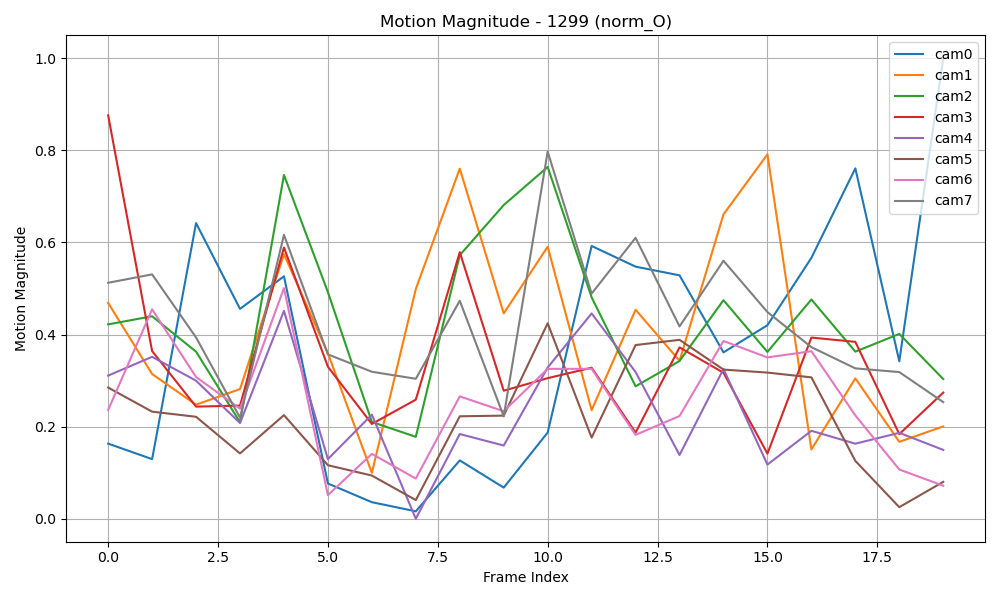 Motion Magnitude - 1299 (norm_O)
Motion Magnitude
1.0
0.8
0.6
0.4
0.2
0.0
cam0
cam1
cam2
cam3
cam4
cam5
cam6
cam7
0.0 2.5 5.0 7.5 10.0 12.5 15.0 17.5
Frame Index